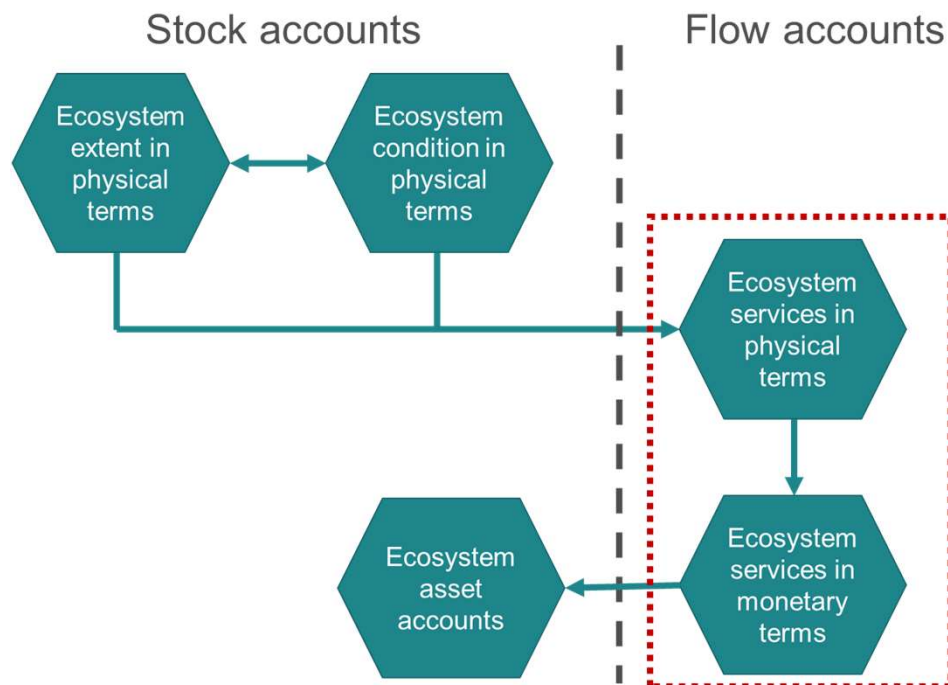 Stock accounts
Flow accounts
Ecosystem
extent in
physical
terms
Ecosystem
condition in
physical
terms
Ecosystem
services in
physical
terms
Ecosystem
asset
accounts
Ecosystem
services in
monetary
terms